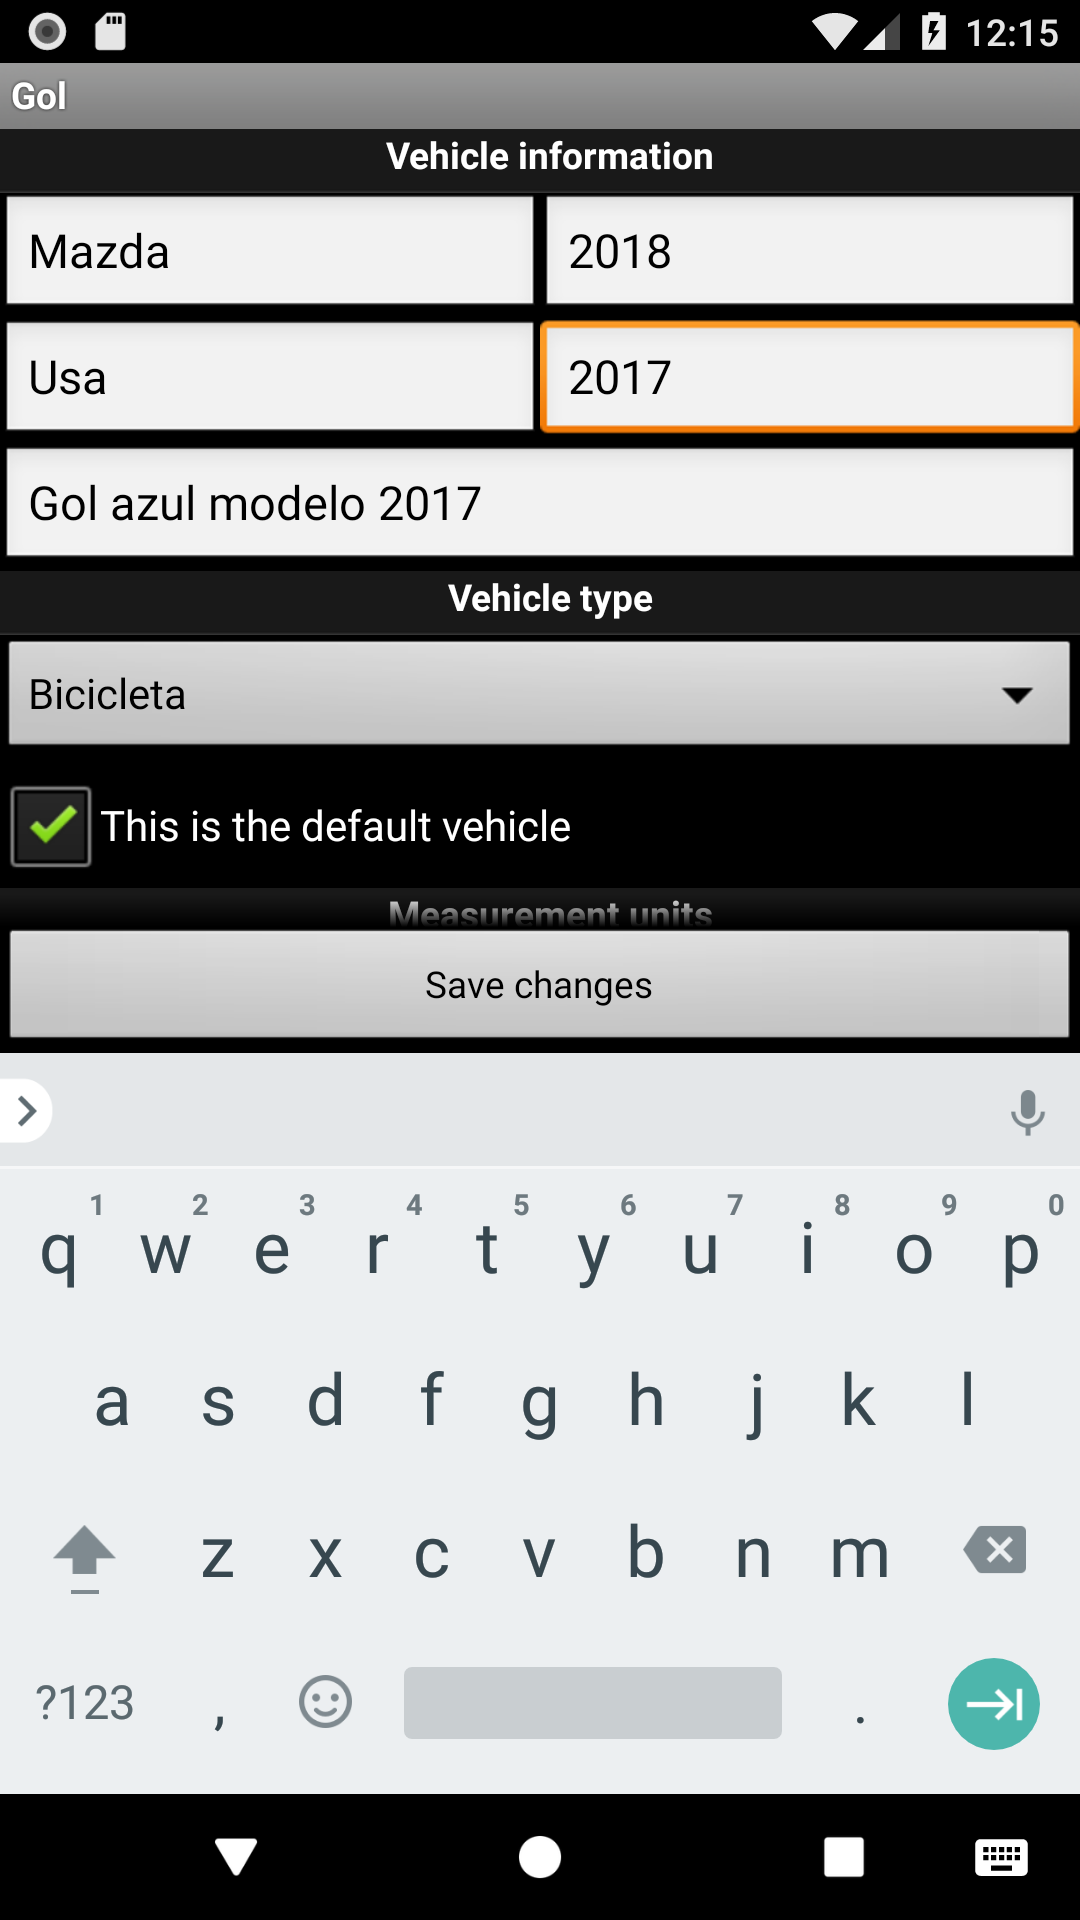 12:15
Gol
Vehicle information
Mazda 2018
Usa 2017
Gol azul modelo 2017
Vehicle type
Bicicleta
This is the default vehicle
Measurement units
Save changes
1 2 3 4 5 6 7 8 9 0
q w e r t y u i o p
a s d f g h j k l
z x c v b n m
?123 , .